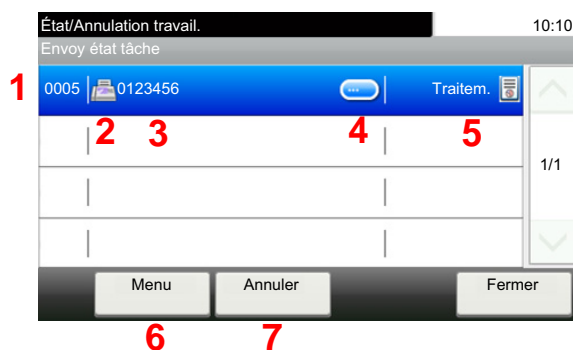 État/Annulation travail. 10:10
Envoy état tâche
1 0005 0123456 ... Traitem.
2 3 4 5
1/1
Menu Annuler Fermer
6 7